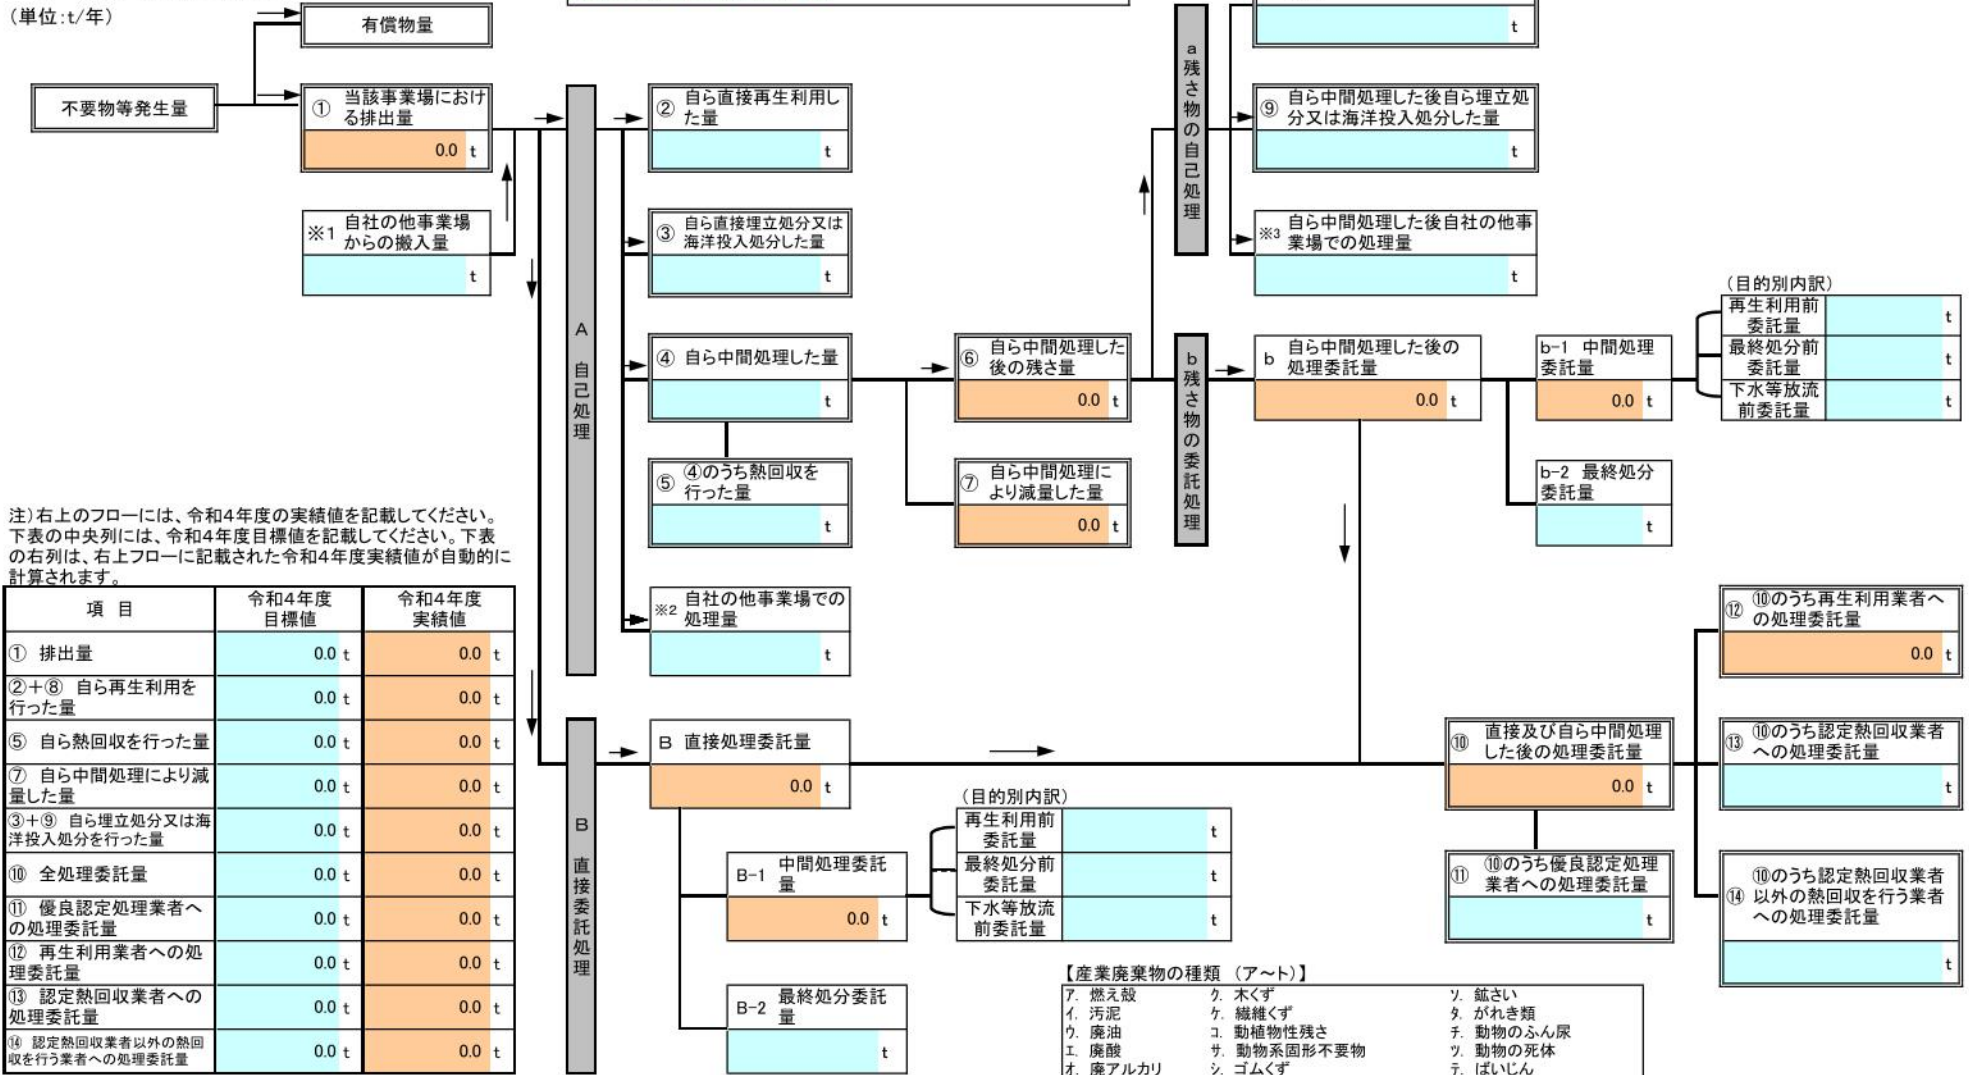 (単位:t/年)
有償物量
不要物等発生量
① 当該事業場におけ
る排出量
0.0 t
※1 自社の他事業場
からの搬入量
t
A 自己処理
② 自ら直接再生利用し
た量
t
③ 自ら直接埋立処分又は
海洋投入処分した量
t
④ 自ら中間処理した量
t
⑤ ④のうち熱回収を
行った量
t
※2 自社の他事業場での
処理量
t
⑥ 自ら中間処理した
後の残さ量
0.0 t
⑦ 自ら中間処理に
より減量した量
0.0 t
a 残さ物の自己処理
t
⑨ 自ら中間処理した後自ら埋立処
分又は海洋投入処分した量
t
※3 自ら中間処理した後自社の他事
業場での処理量
t
b 残さ物の委託処理
b 自ら中間処理した後の
処理委託量
0.0 t
b-1 中間処理
委託量
0.0 t
b-2 最終処分
委託量
t
(目的別内訳)
再生利用前
委託量
t
最終処分前
委託量
t
下水等放流
前委託量
t
注)右上のフローには、令和4年度の実績値を記載してください。
下表の中央列には、令和4年度目標値を記載してください。下表
の右列は、右上フローに記載された令和4年度実績値が自動的に
計算されます。
項 目
令和4年度
目標値
令和4年度
実績値
① 排出量
0.0 t 0.0 t
②+⑧ 自ら再生利用を
行った量
0.0 t 0.0 t
⑤ 自ら熱回収を行った量
0.0 t 0.0 t
⑦ 自ら中間処理により減
量した量
0.0 t 0.0 t
③+⑨ 自ら埋立処分又は海
洋投入処分を行った量
0.0 t 0.0 t
⑩ 全処理委託量
0.0 t 0.0 t
⑪ 優良認定処理業者へ
の処理委託量
0.0 t 0.0 t
⑫ 再生利用業者への処
理委託量
0.0 t 0.0 t
⑬ 認定熱回収業者への
処理委託量
0.0 t 0.0 t
⑭ 認定熱回収業者以外の熱回
収を行う業者への処理委託量
0.0 t 0.0 t
B 直接委託処理
B 直接処理委託量
0.0 t
B-1 中間処理委託
量
0.0 t
B-2 最終処分委託
量
t
(目的別内訳)
再生利用前
委託量
t
最終処分前
委託量
t
下水等放流
前委託量
t
⑩ 直接及び自ら中間処理
した後の処理委託量
0.0 t
⑪ ⑩のうち優良認定処理
業者への処理委託量
t
⑫ ⑩のうち再生利用業者へ
の処理委託量
0.0 t
⑬ ⑩のうち認定熱回収業者
への処理委託量
t
⑭ ⑩のうち認定熱回収業者
以外の熱回収を行う業者
への処理委託量
t
【産業廃棄物の種類 (ア~ト)】
ア. 燃え殻 ク. 木くず ソ. 鉱さい
イ. 汚泥 ケ. 繊維くず タ. がれき類
ウ. 廃油 コ. 動植物性残さ チ. 動物のふん尿
エ. 廃酸 サ. 動物系固形不要物 ツ. 動物の死体
オ. 廃アルカリ シ. ゴムくず テ. ばいじん